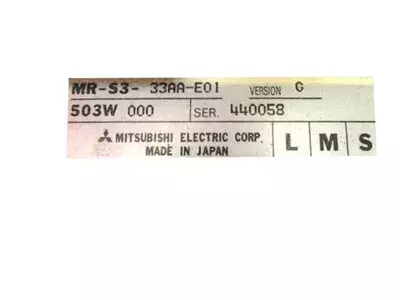 MR-S3- 33AA-E01 VERSION G
503W 000 SER. 440058
MITSUBISHI ELECTRIC CORP.
MADE IN JAPAN
L M S